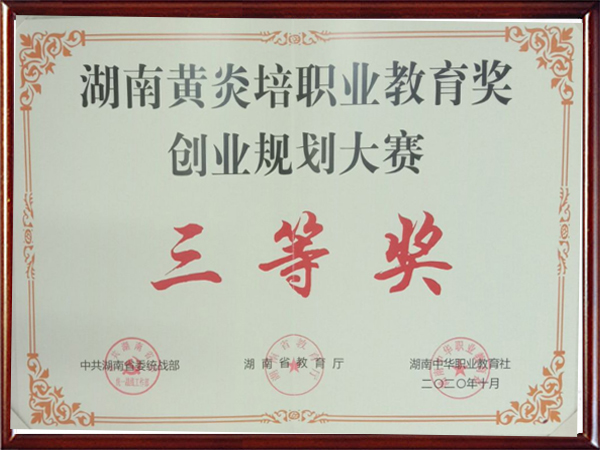 湖南黄炎培职业教育奖
创业规划大赛
三等奖
中共湖南省委统战部 湖南省教育厅 湖南中华职业教育社
二〇二〇年十月